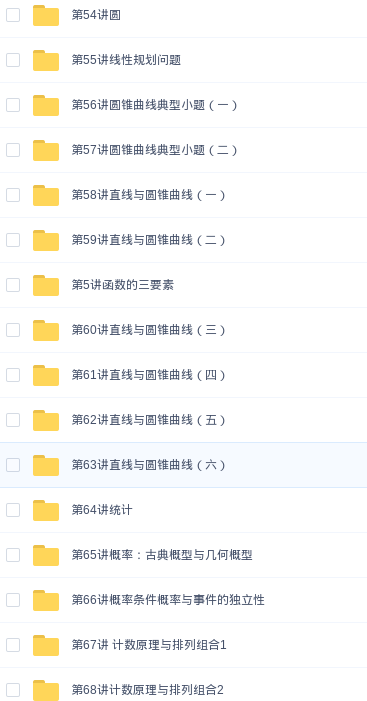 第54讲圆
第55讲线性规划问题
第56讲圆锥曲线典型小题（一）
第57讲圆锥曲线典型小题（二）
第58讲直线与圆锥曲线（一）
第59讲直线与圆锥曲线（二）
第5讲函数的三要素
第60讲直线与圆锥曲线（三）
第61讲直线与圆锥曲线（四）
第62讲直线与圆锥曲线（五）
第63讲直线与圆锥曲线（六）
第64讲统计
第65讲概率：古典概型与几何概型
第66讲概率条件概率与事件的独立性
第67讲 计数原理与排列组合1
第68讲计数原理与排列组合2